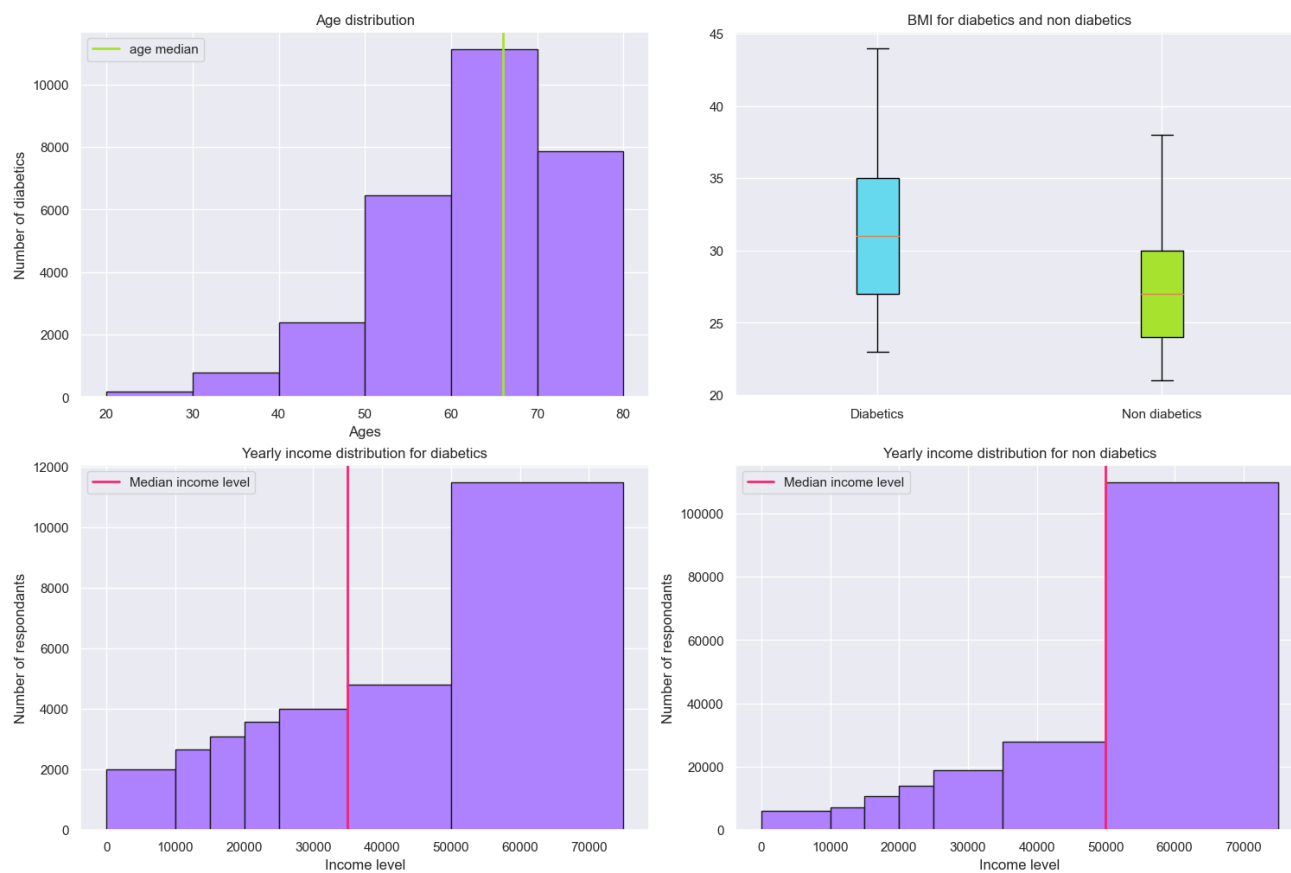 Age distribution
age median
Number of diabetics
10000
8000
6000
4000
2000
0
20 30 40 50 60 70 80
Ages
BMI for diabetics and non diabetics
45
40
35
30
25
20
Diabetics Non diabetics
Yearly income distribution for diabetics
Median income level
Number of respondants
12000
10000
8000
6000
4000
2000
0
0 10000 20000 30000 40000 50000 60000 70000
Income level
Yearly income distribution for non diabetics
Median income level
Number of respondants
100000
80000
60000
40000
20000
0
0 10000 20000 30000 40000 50000 60000 70000
Income level